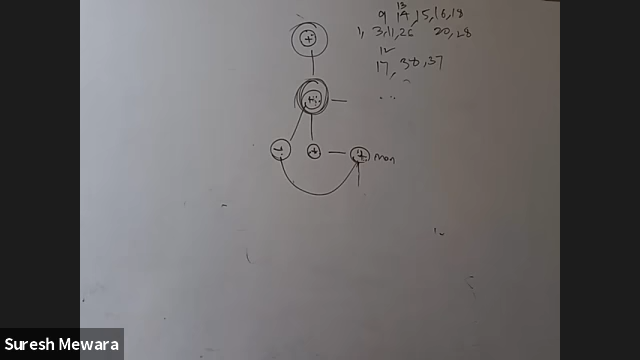 13
9 14, 15, 16, 18
1, 3, 11, 26 20, 28
12
17, 30, 37
+
+
+ + +
man
Suresh Mewara